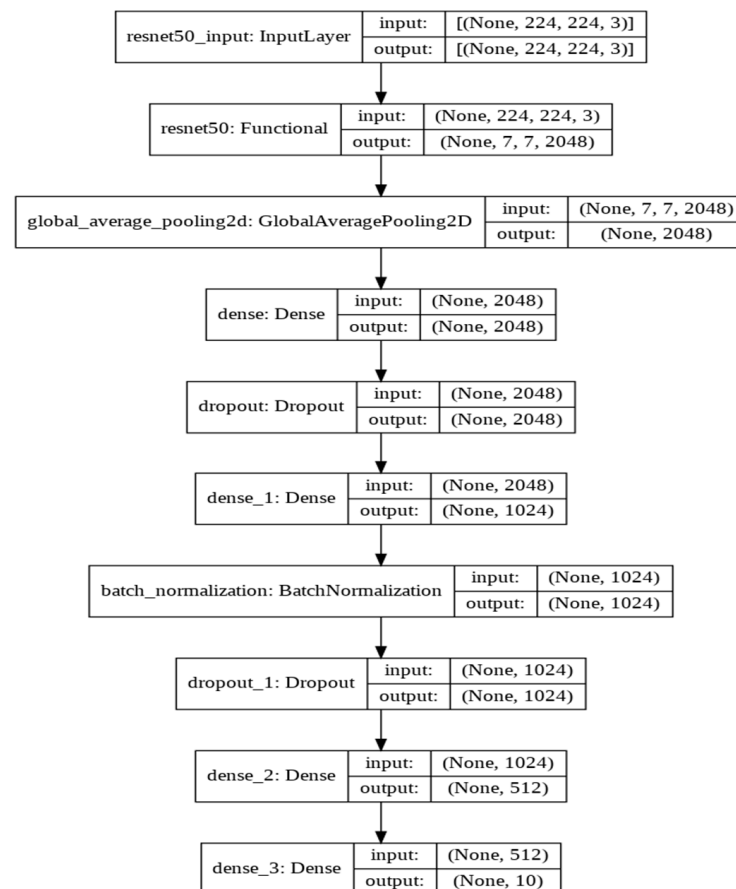 resnet50_input: InputLayer
input:
[(None, 224, 224, 3)]
output:
[(None, 224, 224, 3)]
resnet50: Functional
input:
(None, 224, 224, 3)
output:
(None, 7, 7, 2048)
global_average_pooling2d: GlobalAveragePooling2D
input:
(None, 7, 7, 2048)
output:
(None, 2048)
dense: Dense
input:
(None, 2048)
output:
(None, 2048)
dropout: Dropout
input:
(None, 2048)
output:
(None, 2048)
dense_1: Dense
input:
(None, 2048)
output:
(None, 1024)
batch_normalization: BatchNormalization
input:
(None, 1024)
output:
(None, 1024)
dropout_1: Dropout
input:
(None, 1024)
output:
(None, 1024)
dense_2: Dense
input:
(None, 1024)
output:
(None, 512)
dense_3: Dense
input:
(None, 512)
output:
(None, 10)